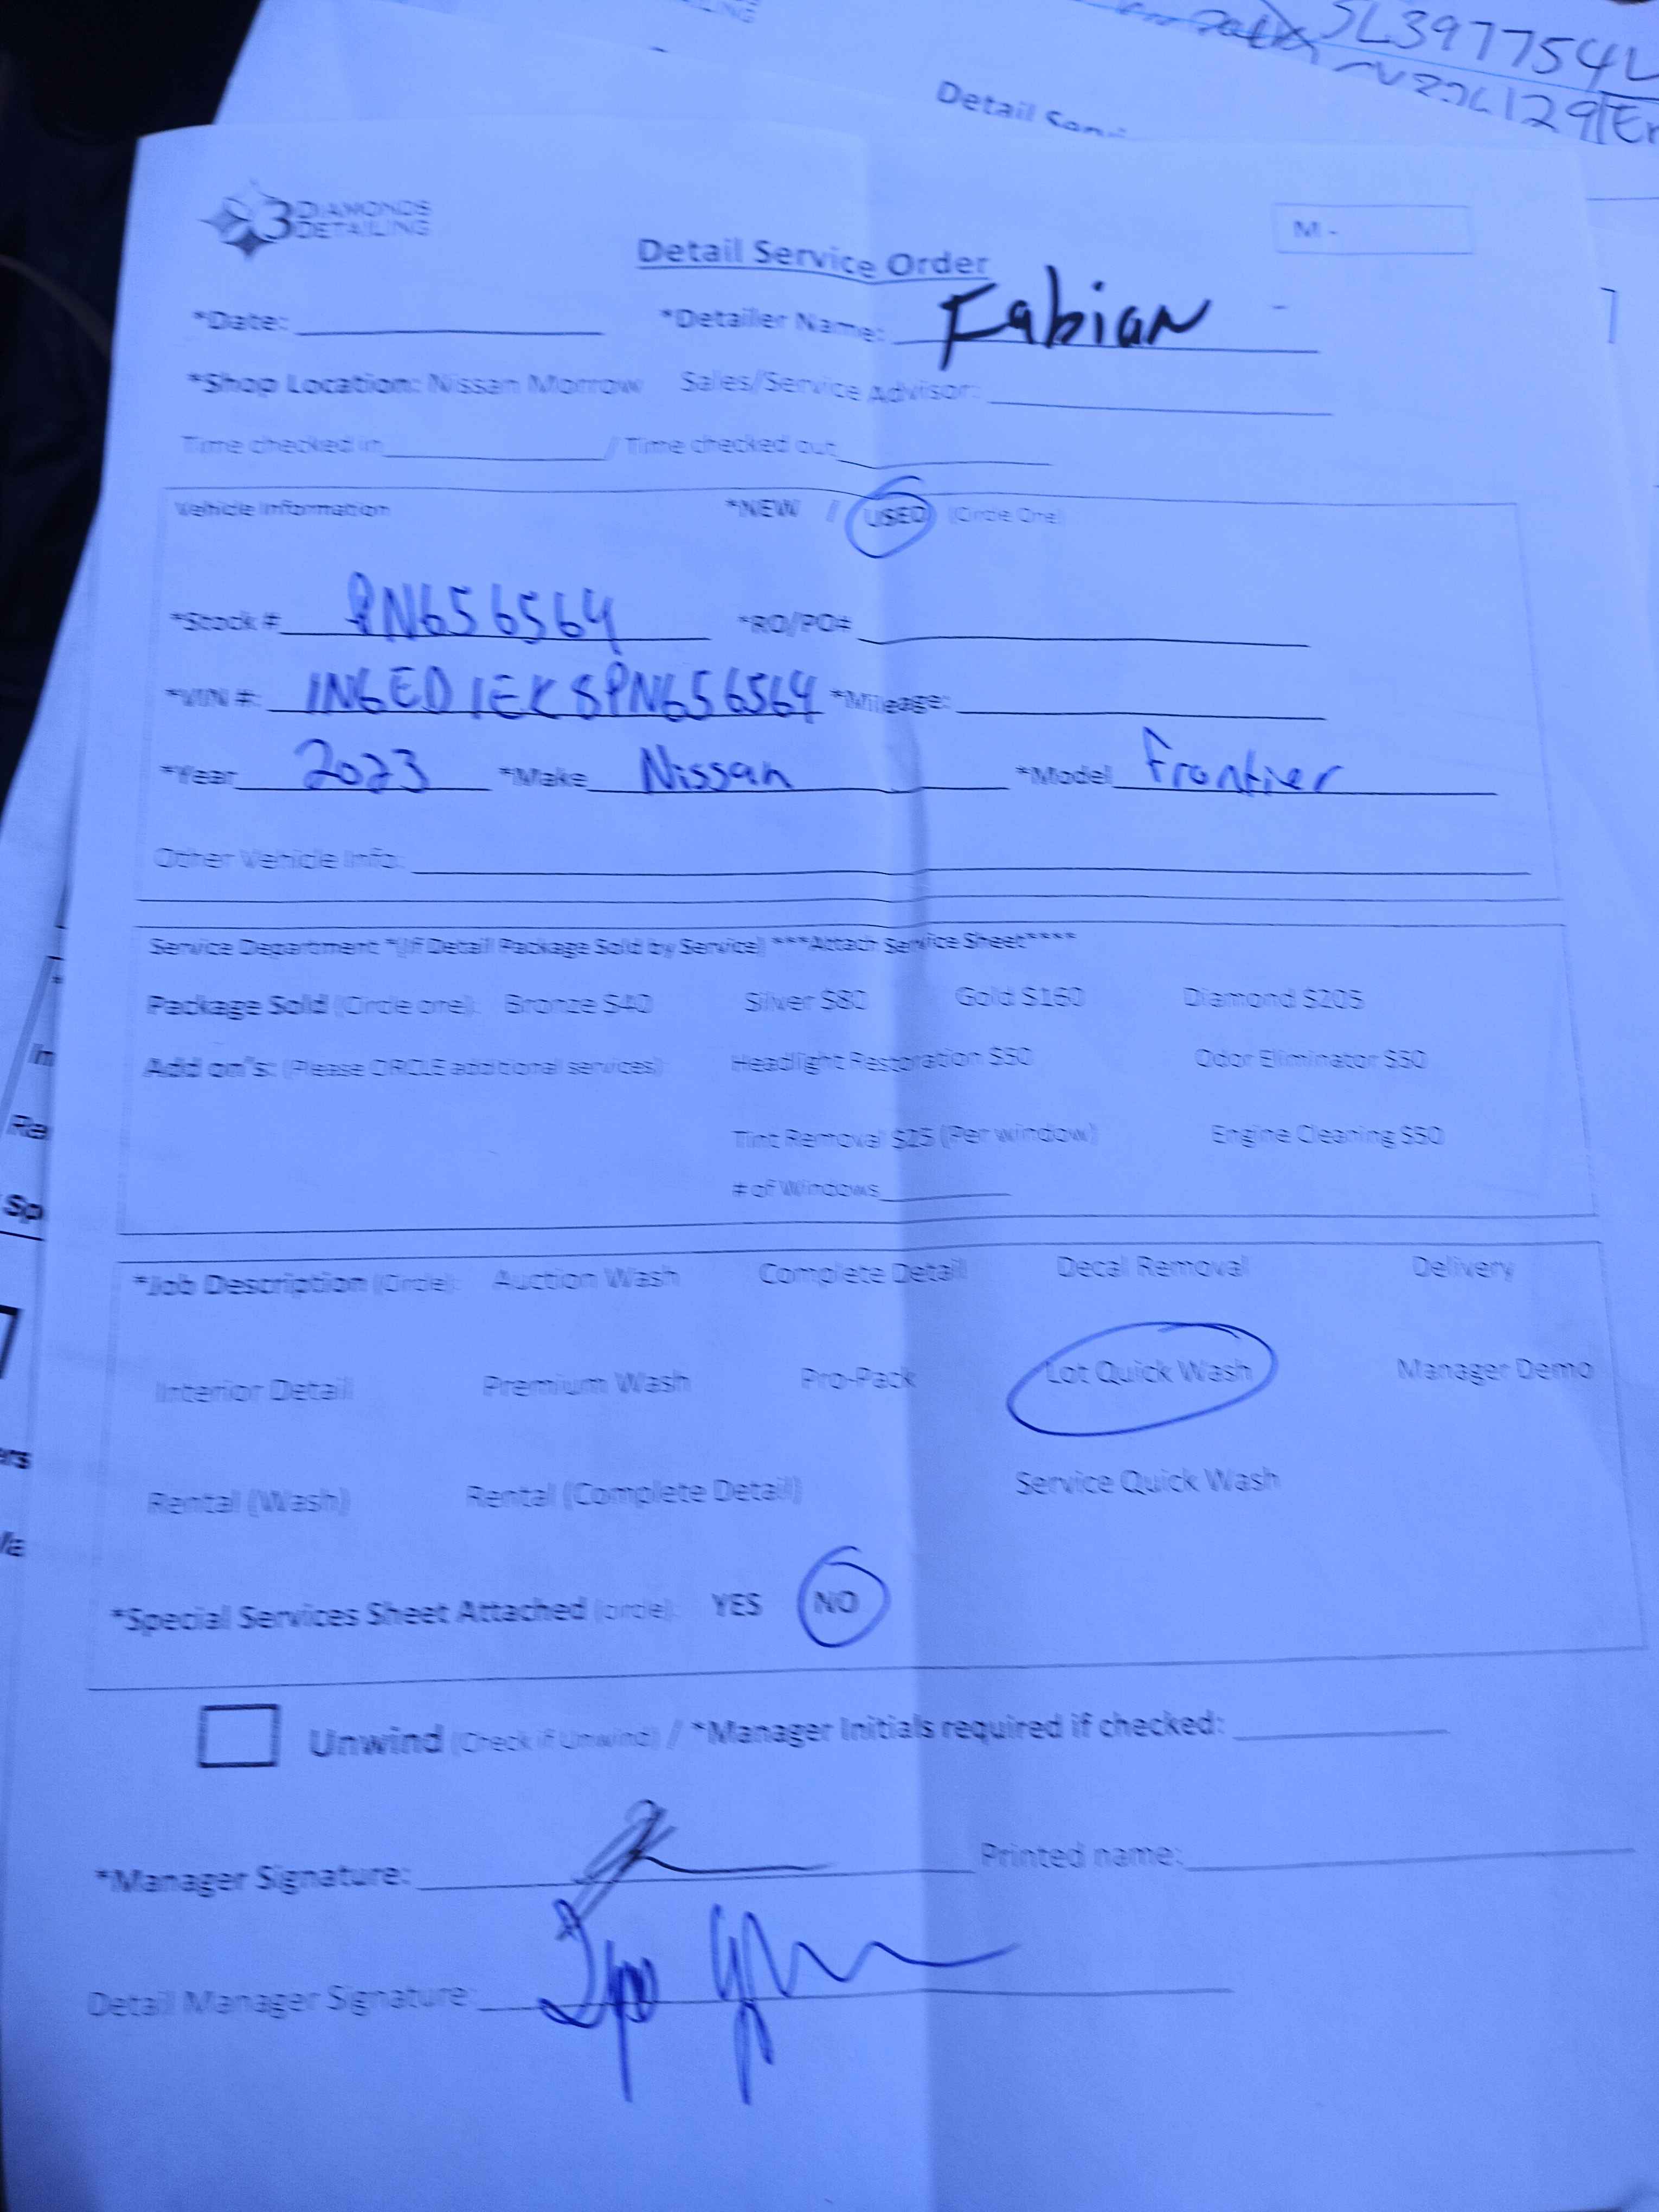 JL397754
129
Detail
3 DIAMONDS DETAILING
M -
Detail Service Order
*Date: *Detailer Name: Fabian
*Shop Location: Nissan Morrow Sales/Service Advisor:
Time checked in / Time checked out
Vehicle Information *NEW / USED (Circle One)
*Stock # PN656564 *RO/PO#
*VIN #: 1N6ED1EK8PN656564 *Mileage:
*Year 2023 *Make Nissan *Model Frontier
Other Vehicle Info:
Service Department *(If Detail Package Sold by Service) ***Attach Service Sheet****
Package Sold (Circle one): Bronze $40 Silver $80 Gold $160 Diamond $205
Add on's: (Please CIRCLE additional services) Headlight Restoration $50 Odor Eliminator $50
Tint Removal $25 (Per window) Engine Cleaning $50
# of Windows
*Job Description (Circle): Auction Wash Complete Detail Decal Removal Delivery
Interior Detail Premium Wash Pro-Pack Lot Quick Wash Manager Demo
Rental (Wash) Rental (Complete Detail) Service Quick Wash
*Special Services Sheet Attached (circle): YES NO
Unwind (Check if Unwind) / *Manager Initials required if checked:
*Manager Signature: Printed name:
Detail Manager Signature: